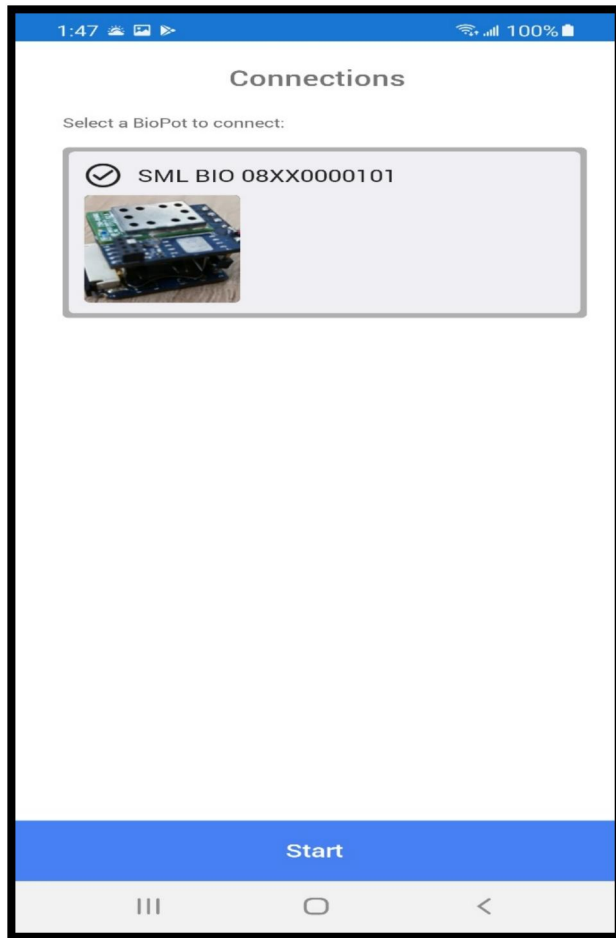 1:47 100%
Connections
Select a BioPot to connect:
SML BIO 08XX0000101
Start